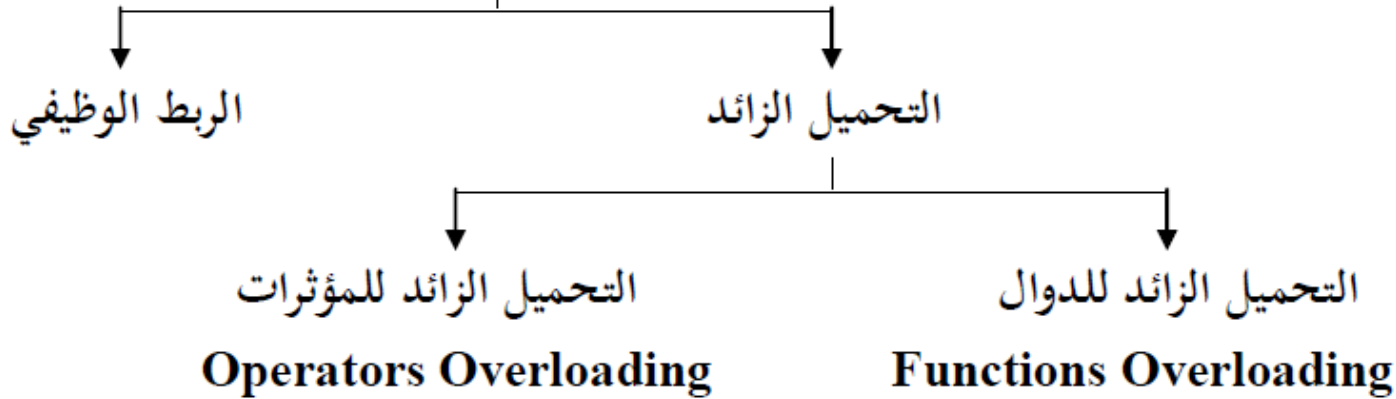 التحميل الزائد
الربط الوظيفي
التحميل الزائد للدوال
Functions Overloading
التحميل الزائد للمؤثرات
Operators Overloading